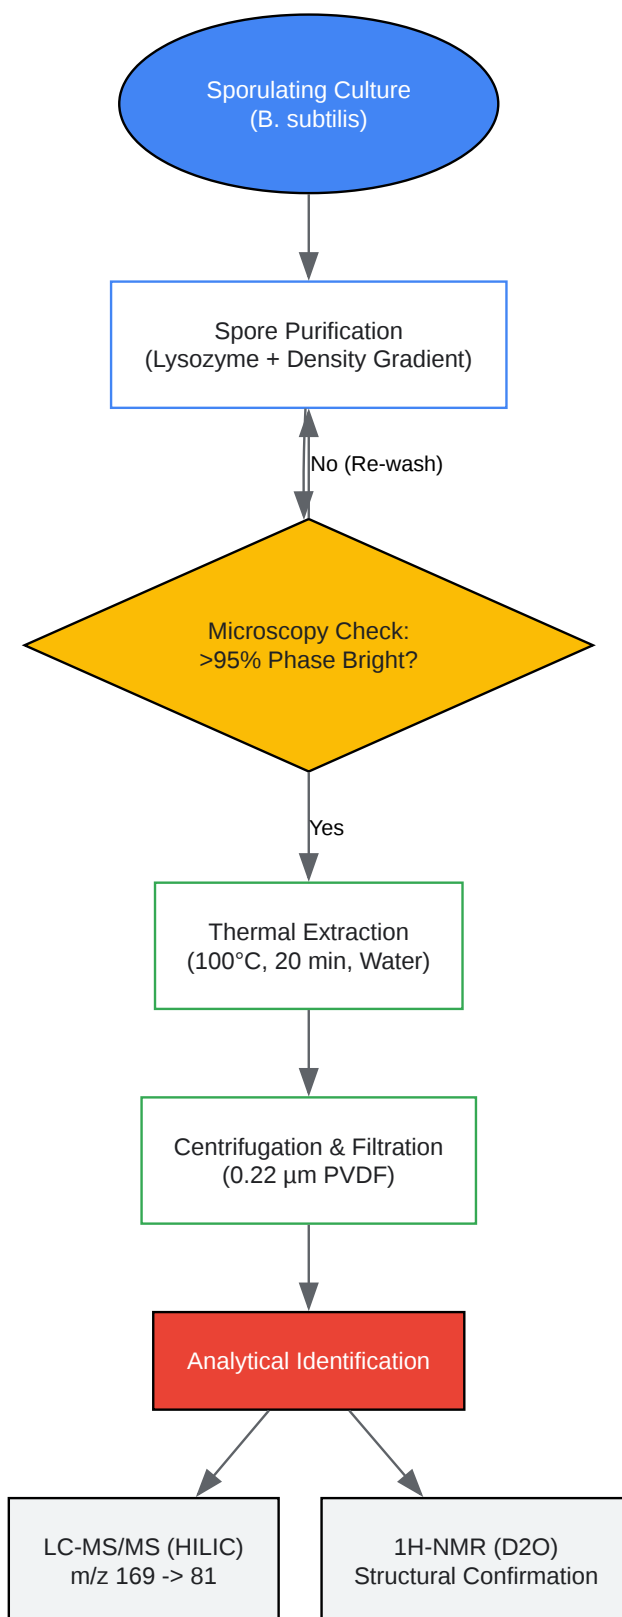 Sporulating Culture
(B. subtilis)
Spore Purification
(Lysozyme + Density Gradient)
No (Re-wash)
Microscopy Check:
>95% Phase Bright?
Yes
Thermal Extraction
(100°C, 20 min, Water)
Centrifugation & Filtration
(0.22 µm PVDF)
Analytical Identification
LC-MS/MS (HILIC)
m/z 169 -> 81
1H-NMR (D2O)
Structural Confirmation